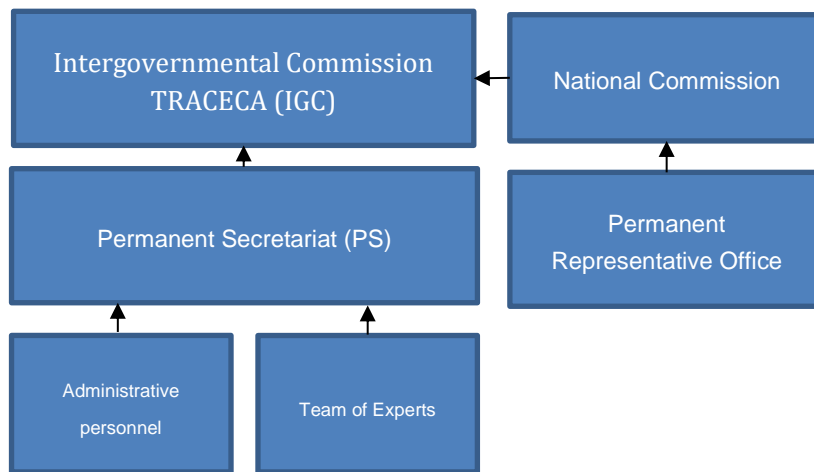 Intergovernmental Commission
TRACECA (IGC)
National Commission
Permanent Secretariat (PS)
Permanent
Representative Office
Administrative
personnel
Team of Experts